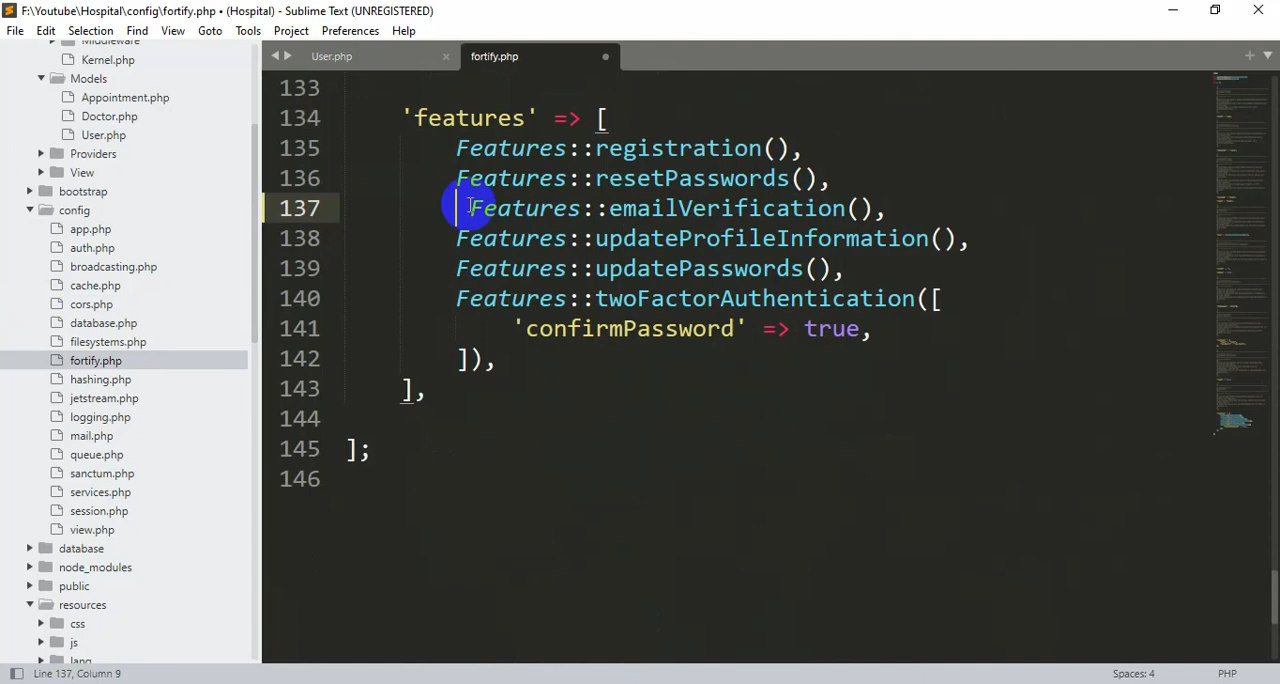 F:\Youtube\Hospital\config\fortify.php • (Hospital) - Sublime Text (UNREGISTERED)
File Edit Selection Find View Goto Tools Project Preferences Help
User.php × fortify.php
Middleware
Kernel.php
Models
Appointment.php
Doctor.php
User.php
Providers
View
bootstrap
config
app.php
auth.php
broadcasting.php
cache.php
cors.php
database.php
filesystems.php
fortify.php
hashing.php
jetstream.php
logging.php
mail.php
queue.php
sanctum.php
services.php
session.php
view.php
database
node_modules
public
resources
css
js
lang
133
134 'features' => [
135 Features::registration(),
136 Features::resetPasswords(),
137 Features::emailVerification(),
138 Features::updateProfileInformation(),
139 Features::updatePasswords(),
140 Features::twoFactorAuthentication([
141 'confirmPassword' => true,
142 ]),
143 ],
144
145 ];
146
Line 137, Column 9 Spaces: 4 PHP